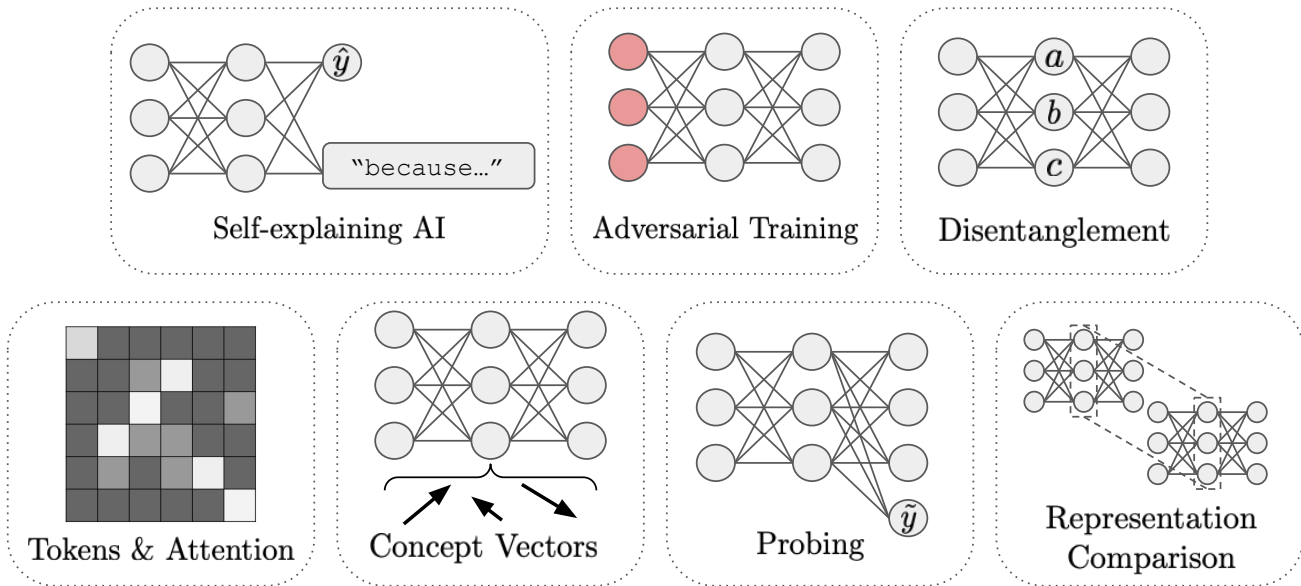 ŷ
“because…”
Self-explaining AI
Adversarial Training
a
b
c
Disentanglement
Tokens & Attention
Concept Vectors
ỹ
Probing
Representation
Comparison